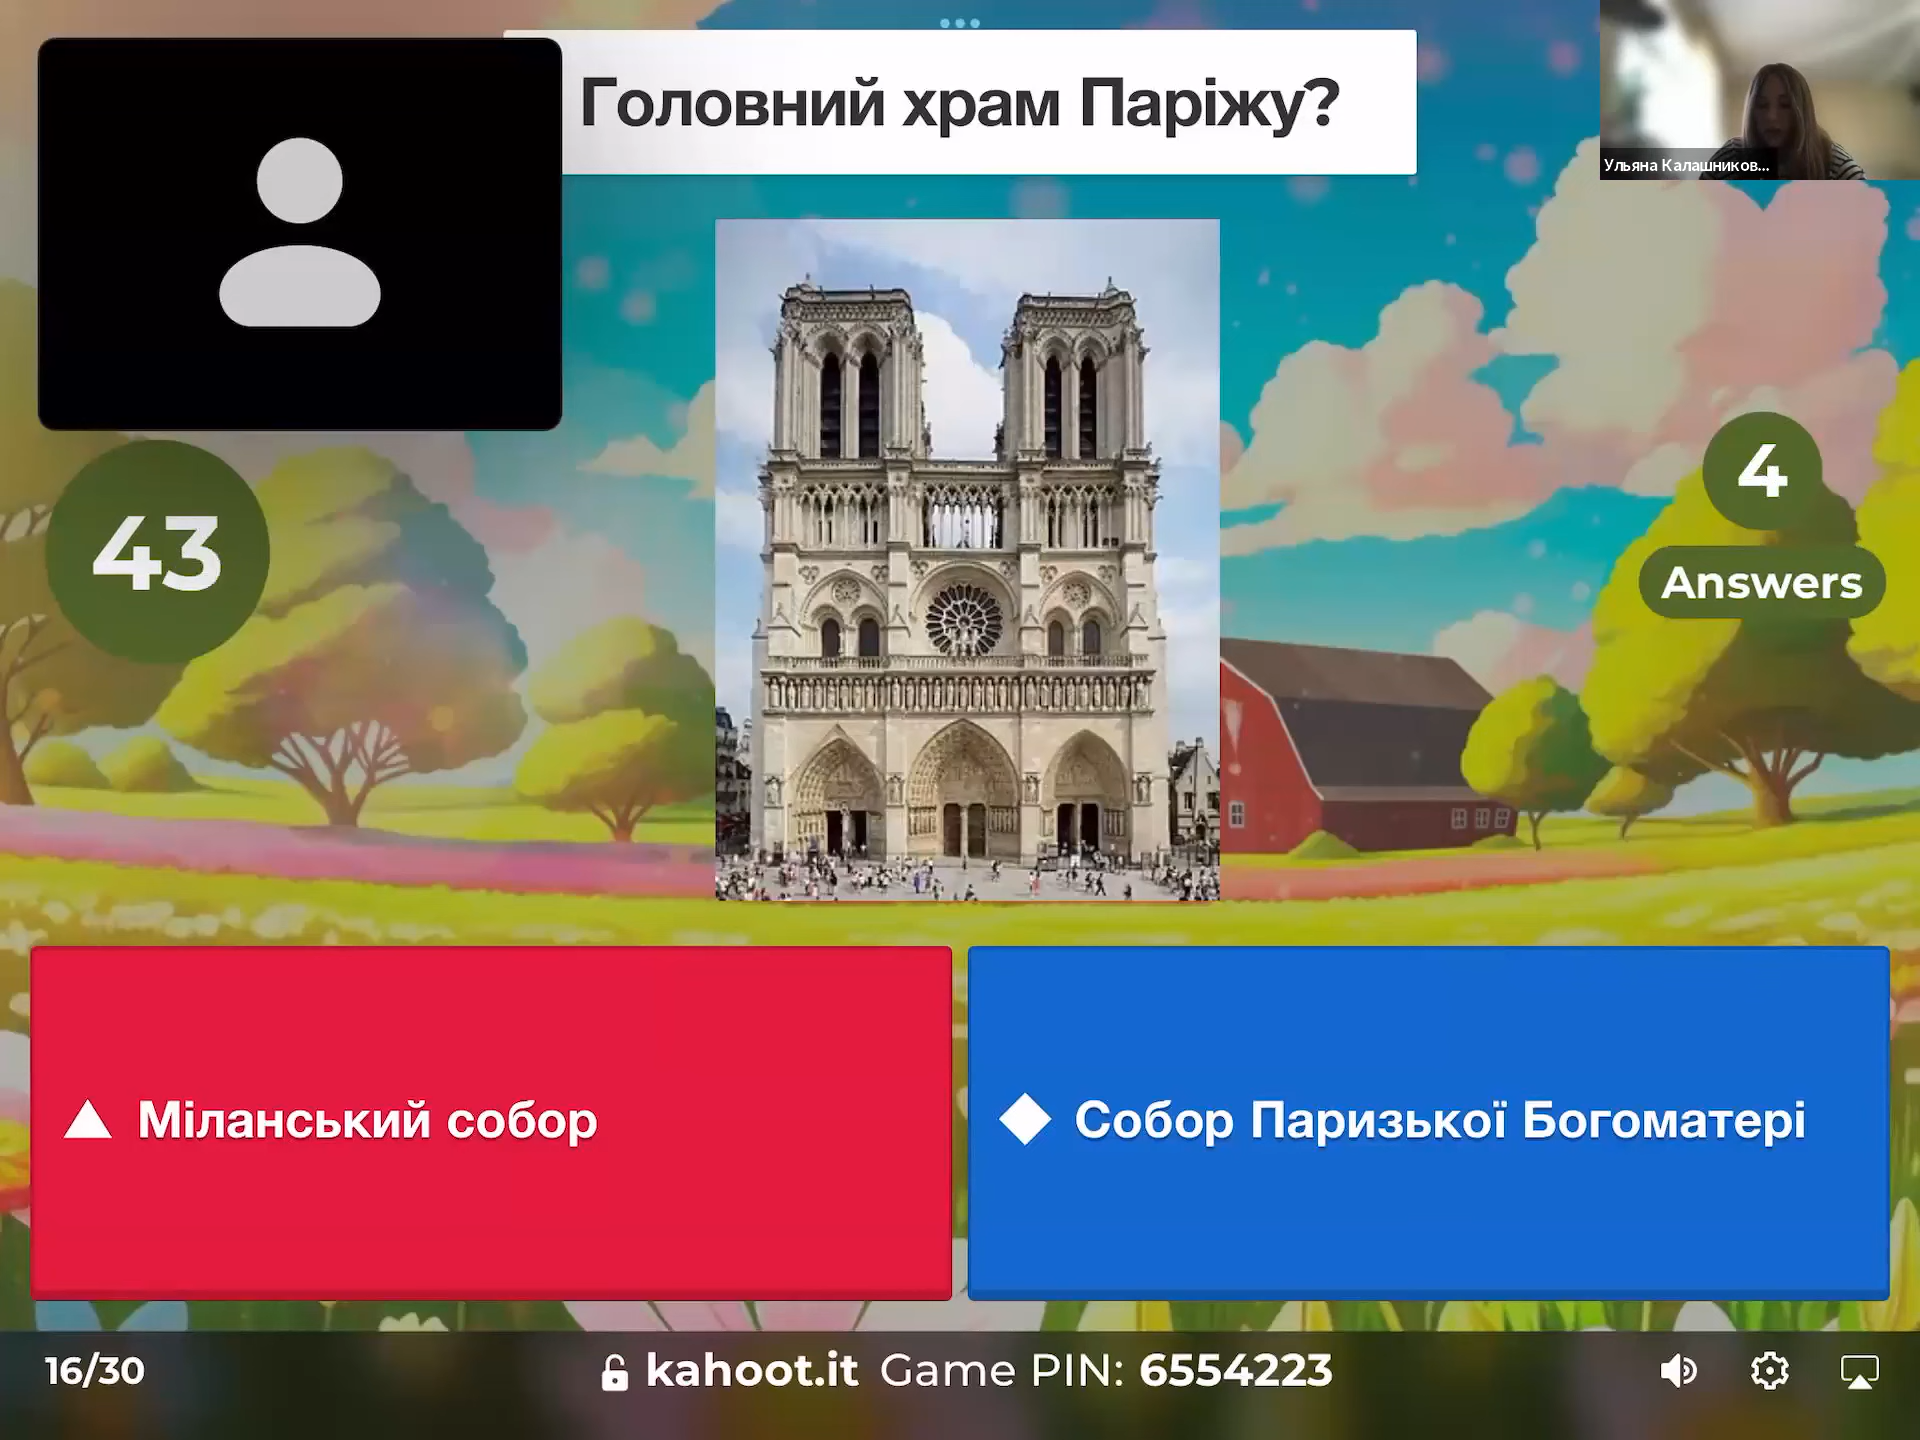 Головний храм Паріжу?
Ульяна Калашников...
43
4
Answers
Міланський собор
Собор Паризької Богоматері
16/30
kahoot.it Game PIN: 6554223